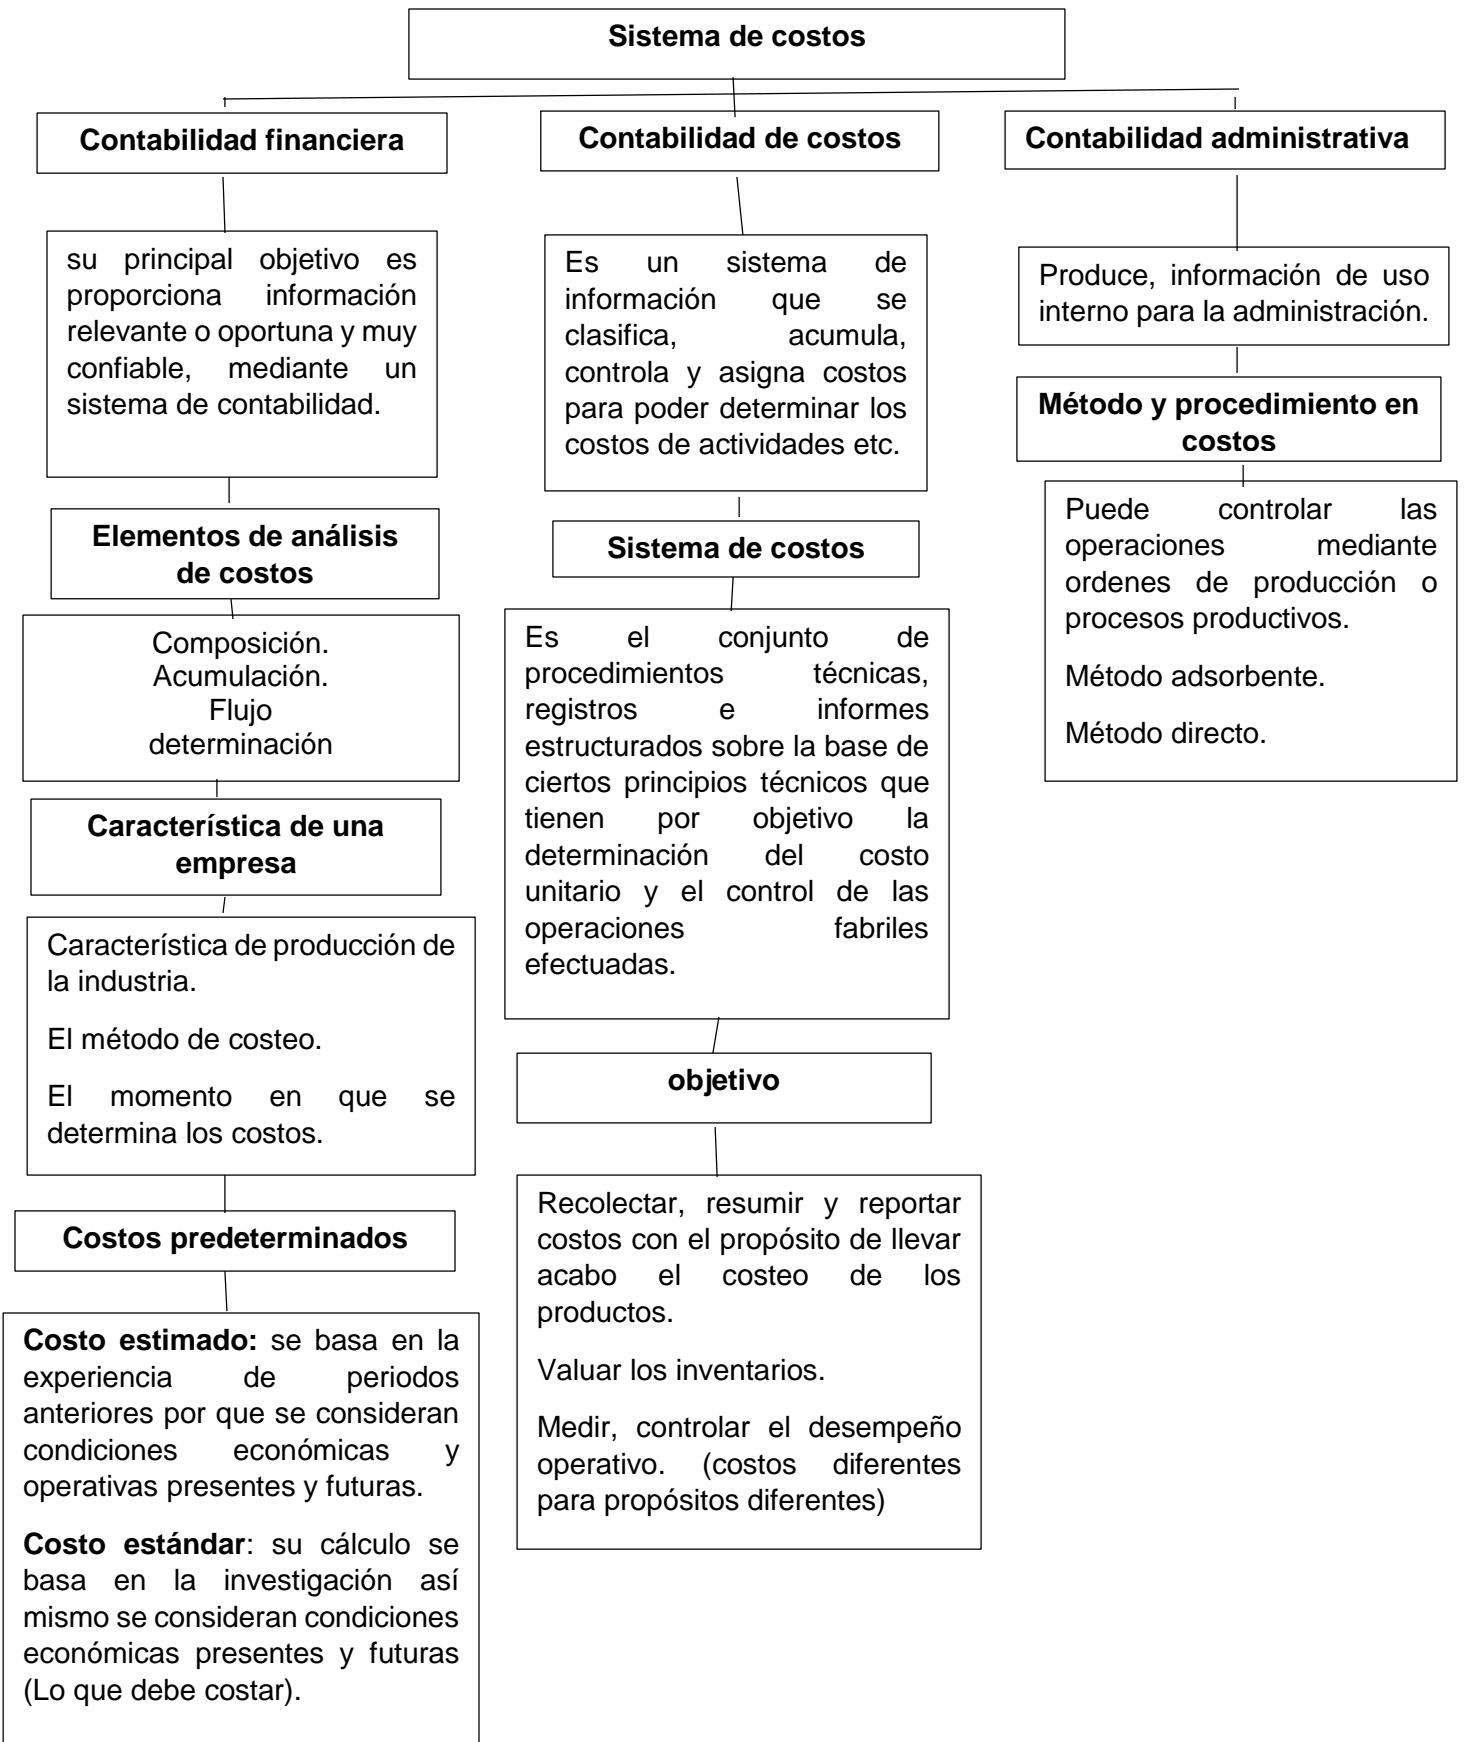 Sistema de costos
Contabilidad financiera
su principal objetivo es
proporciona información
relevante o oportuna y muy
confiable, mediante un
sistema de contabilidad.
Elementos de análisis
de costos
Composición.
Acumulación.
Flujo
determinación
Característica de una
empresa
Característica de producción de
la industria.
El método de costeo.
El momento en que se
determina los costos.
Costos predeterminados
Costo estimado: se basa en la
experiencia de periodos
anteriores por que se consideran
condiciones económicas y
operativas presentes y futuras.
Costo estándar: su cálculo se
basa en la investigación así
mismo se consideran condiciones
económicas presentes y futuras
(Lo que debe costar).
Contabilidad de costos
Es un sistema de
información que se
clasifica, acumula,
controla y asigna costos
para poder determinar los
costos de actividades etc.
Sistema de costos
Es el conjunto de
procedimientos técnicas,
registros e informes
estructurados sobre la base de
ciertos principios técnicos que
tienen por objetivo la
determinación del costo
unitario y el control de las
operaciones fabriles
efectuadas.
objetivo
Recolectar, resumir y reportar
costos con el propósito de llevar
acabo el costeo de los
productos.
Valuar los inventarios.
Medir, controlar el desempeño
operativo. (costos diferentes
para propósitos diferentes)
Contabilidad administrativa
Produce, información de uso
interno para la administración.
Método y procedimiento en
costos
Puede controlar las
operaciones mediante
ordenes de producción o
procesos productivos.
Método adsorbente.
Método directo.